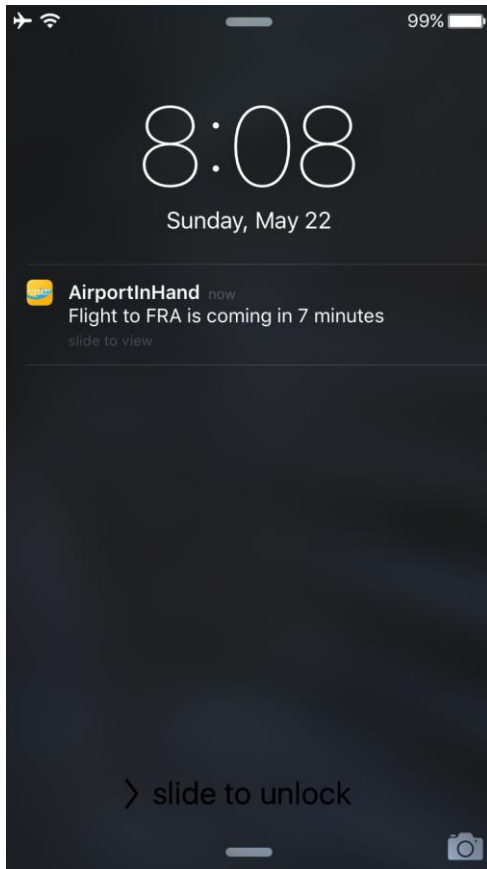 99%
8:08
Sunday, May 22
AirportInHand now
Flight to FRA is coming in 7 minutes
slide to view
> slide to unlock